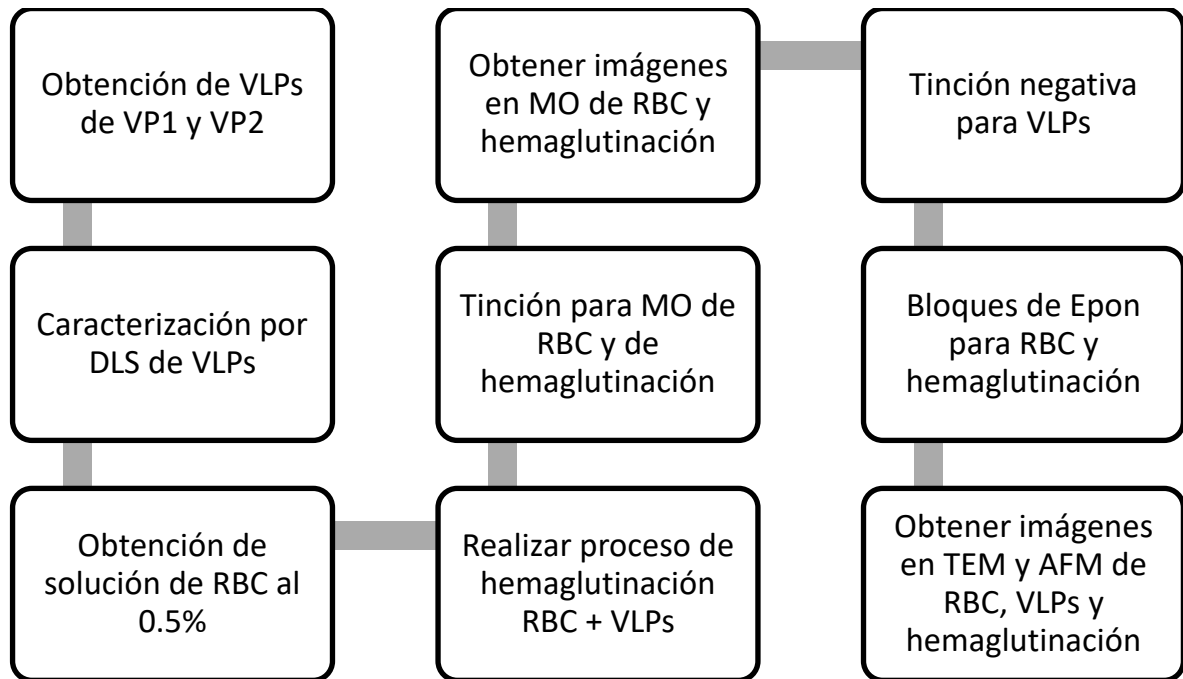 Obtención de VLPs
de VP1 y VP2
Caracterización por
DLS de VLPs
Obtención de
solución de RBC al
0.5%
Realizar proceso de
hemaglutinación
RBC + VLPs
Tinción para MO de
RBC y de
hemaglutinación
Obtener imágenes
en MO de RBC y
hemaglutinación
Tinción negativa
para VLPs
Bloques de Epon
para RBC y
hemaglutinación
Obtener imágenes
en TEM y AFM de
RBC, VLPs y
hemaglutinación